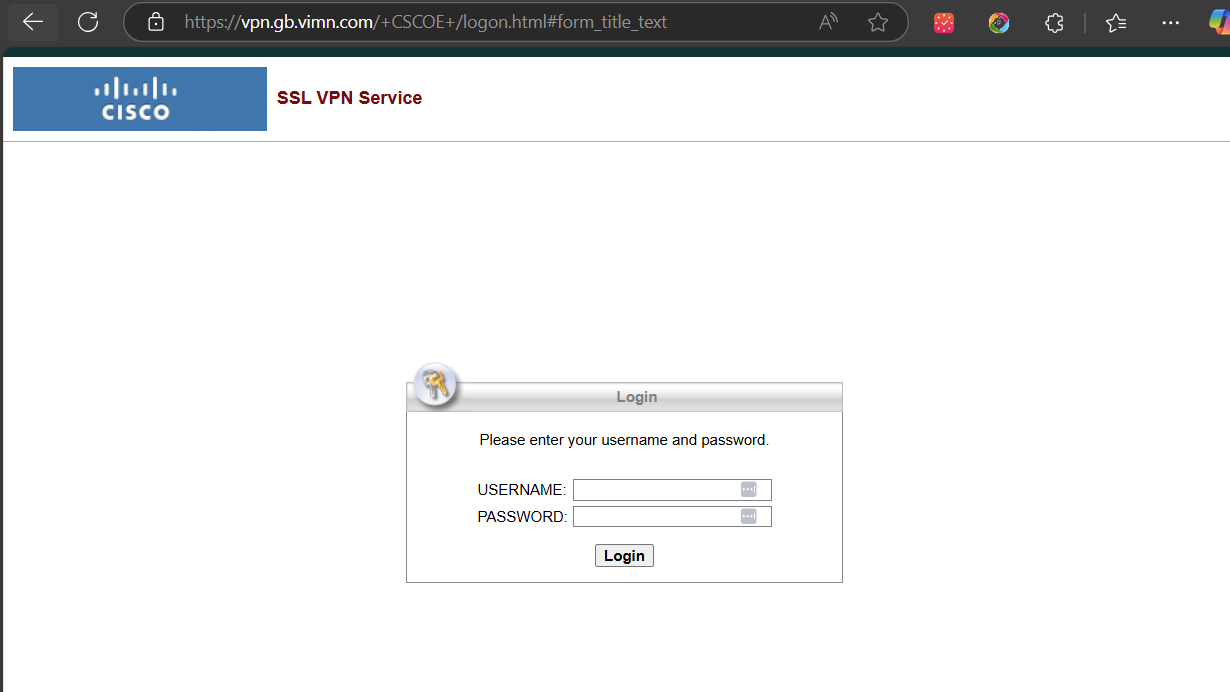 https://vpn.gb.vimn.com/+CSCOE+/logon.html#form_title_text
CISCO
SSL VPN Service
Login
Please enter your username and password.
USERNAME:
PASSWORD:
Login